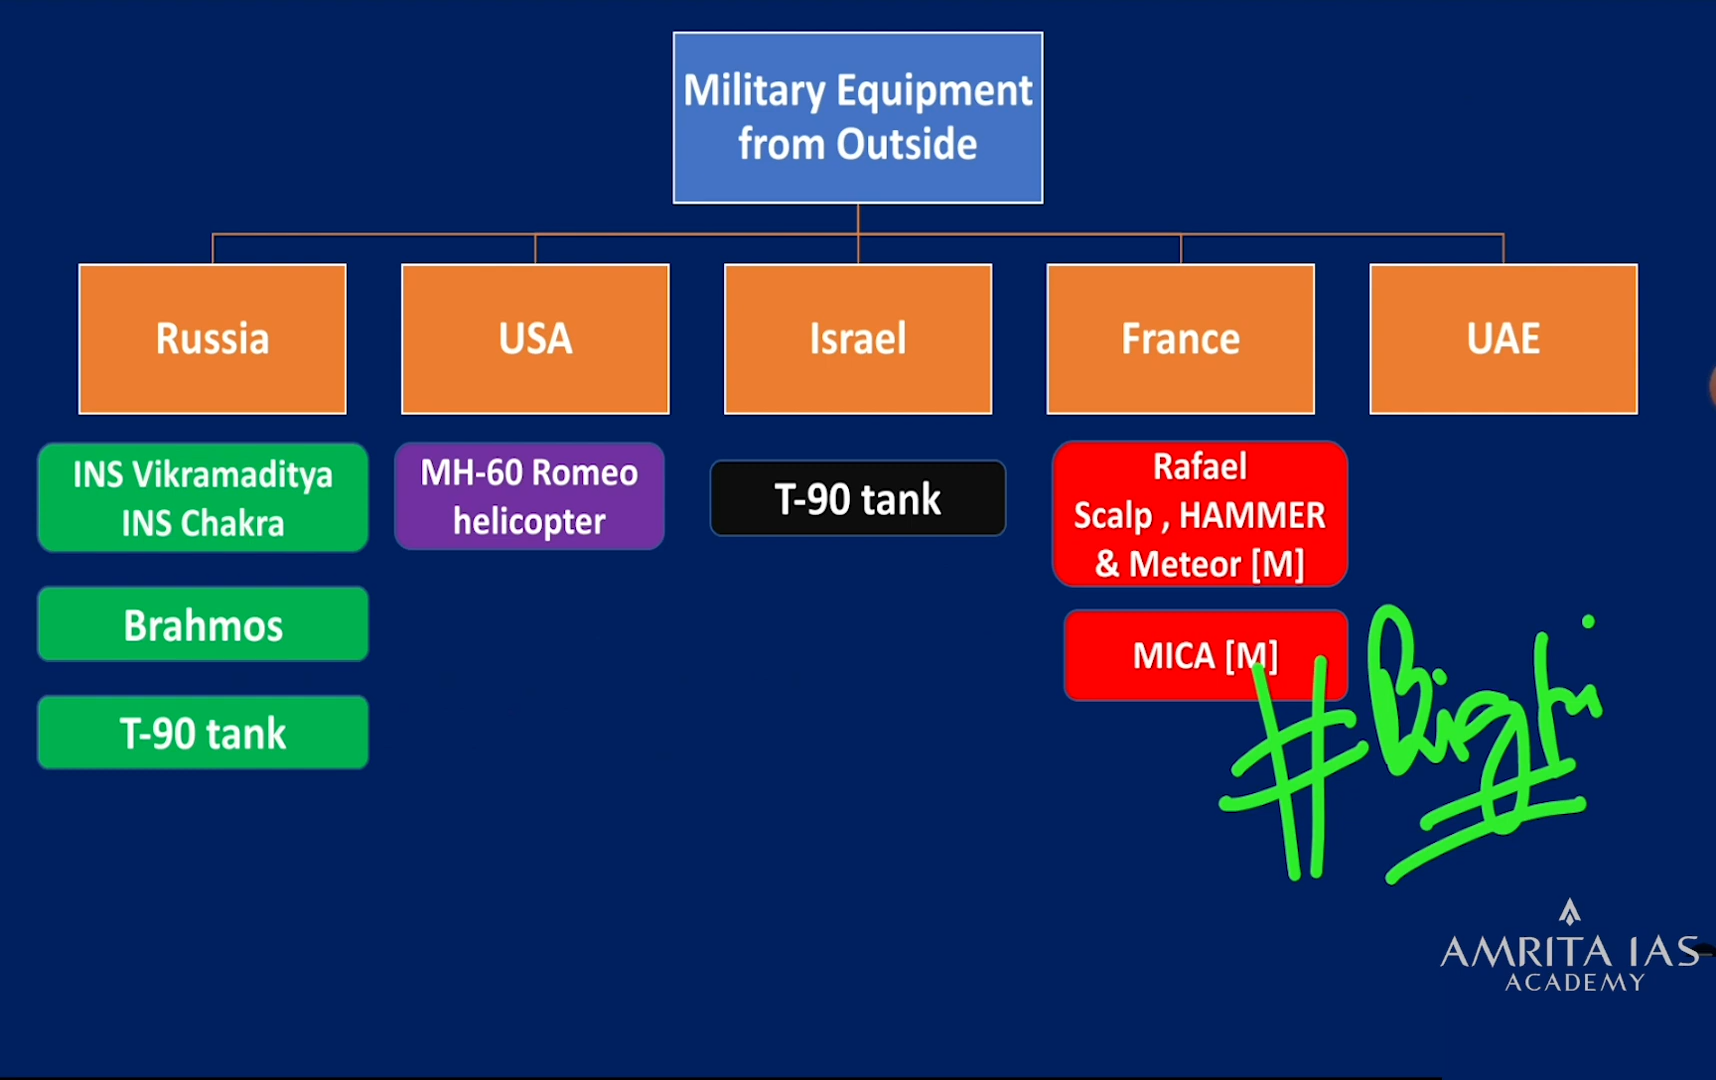 Military Equipment
from Outside
Russia
USA
Israel
France
UAE
INS Vikramaditya
INS Chakra
Brahmos
T-90 tank
MH-60 Romeo
helicopter
T-90 tank
Rafael
Scalp , HAMMER
& Meteor [M]
MICA [M]
AMRITA IAS
ACADEMY